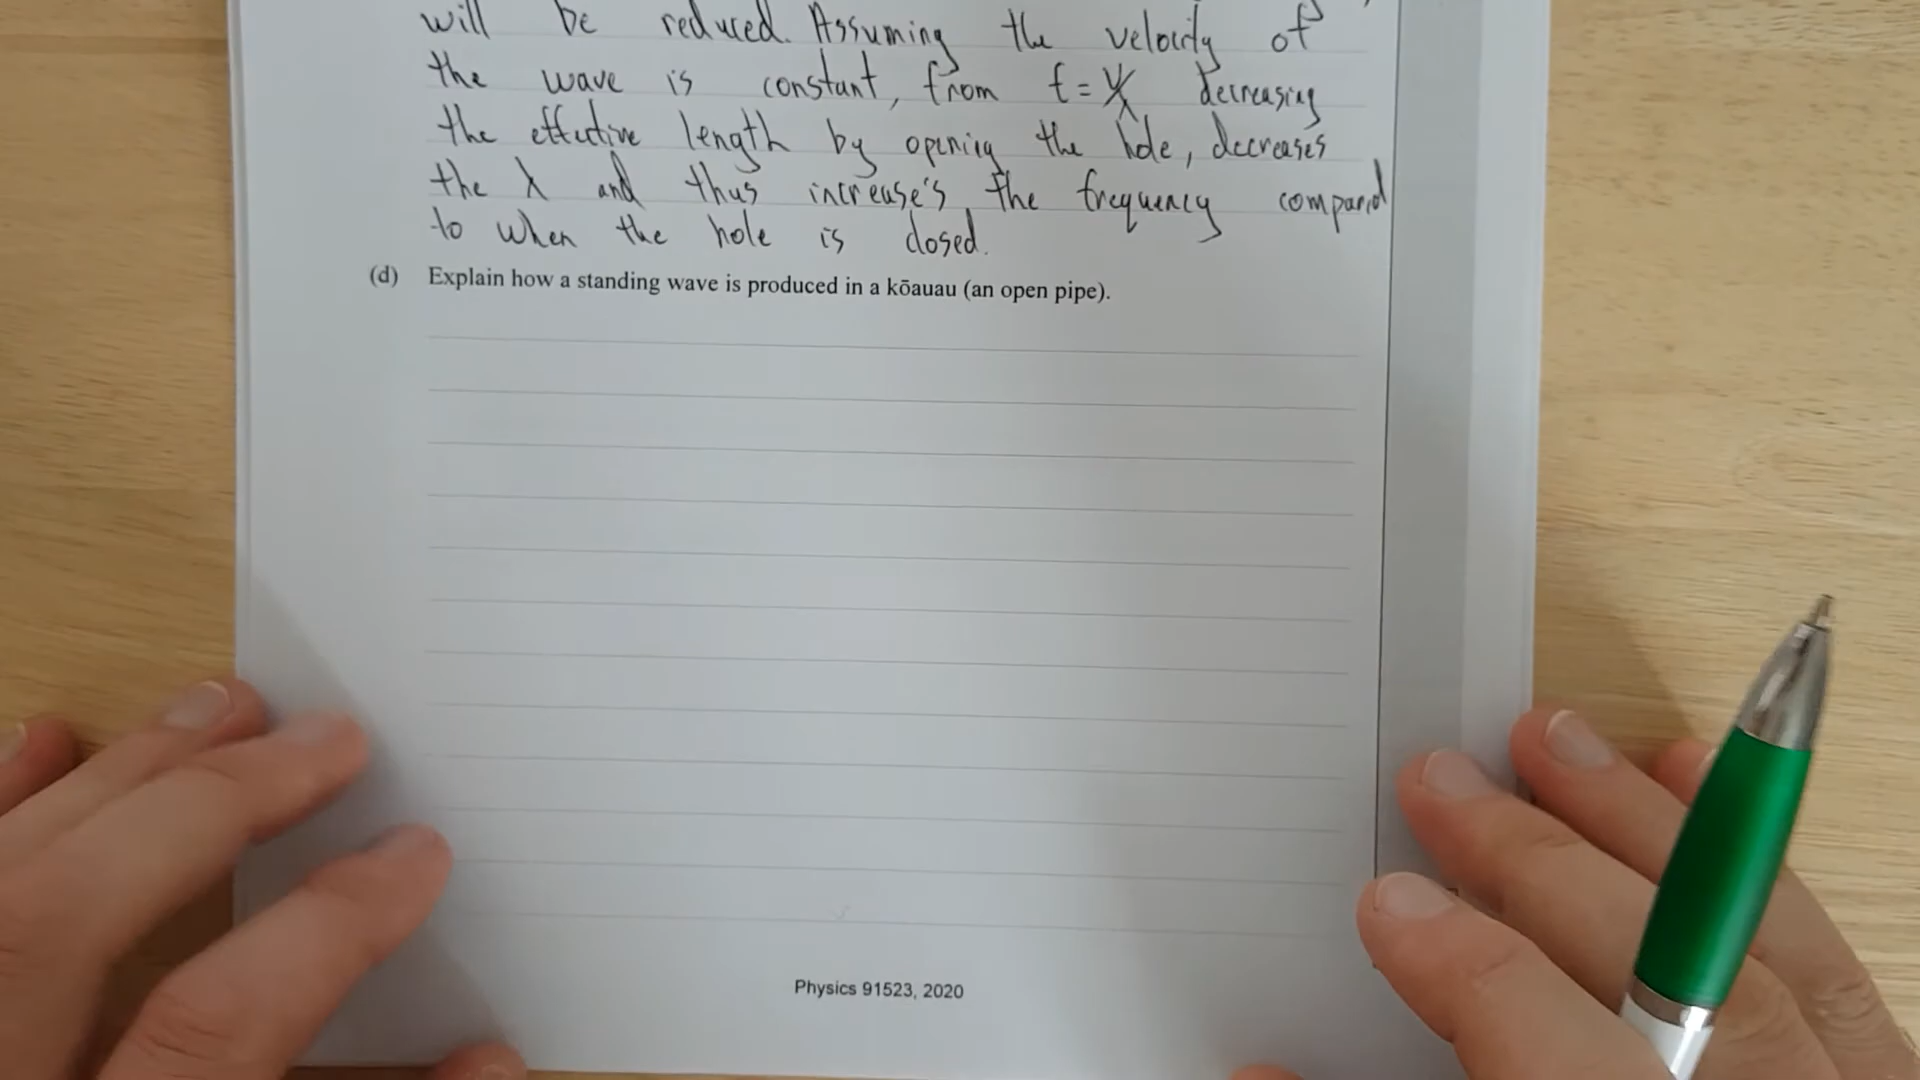 will be reduced. Assuming the velocity of
the wave is constant, from f = v/λ decreasing
the effective length by opening the hole, decreases
the λ and thus increase's the frequency compared
to when the hole is closed.
(d) Explain how a standing wave is produced in a kōauau (an open pipe).
Physics 91523, 2020